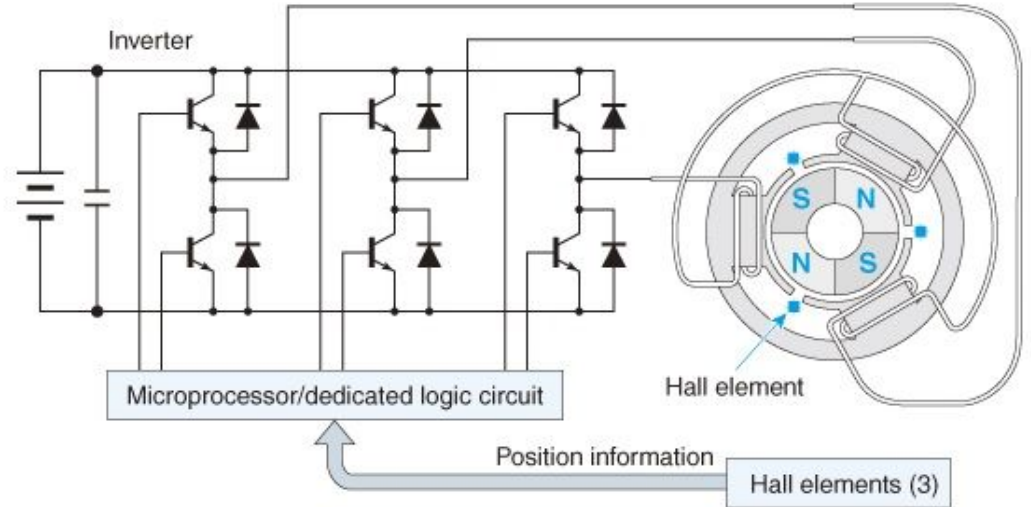 Inverter
S
N
N
S
Hall element
Microprocessor/dedicated logic circuit
Position information
Hall elements (3)